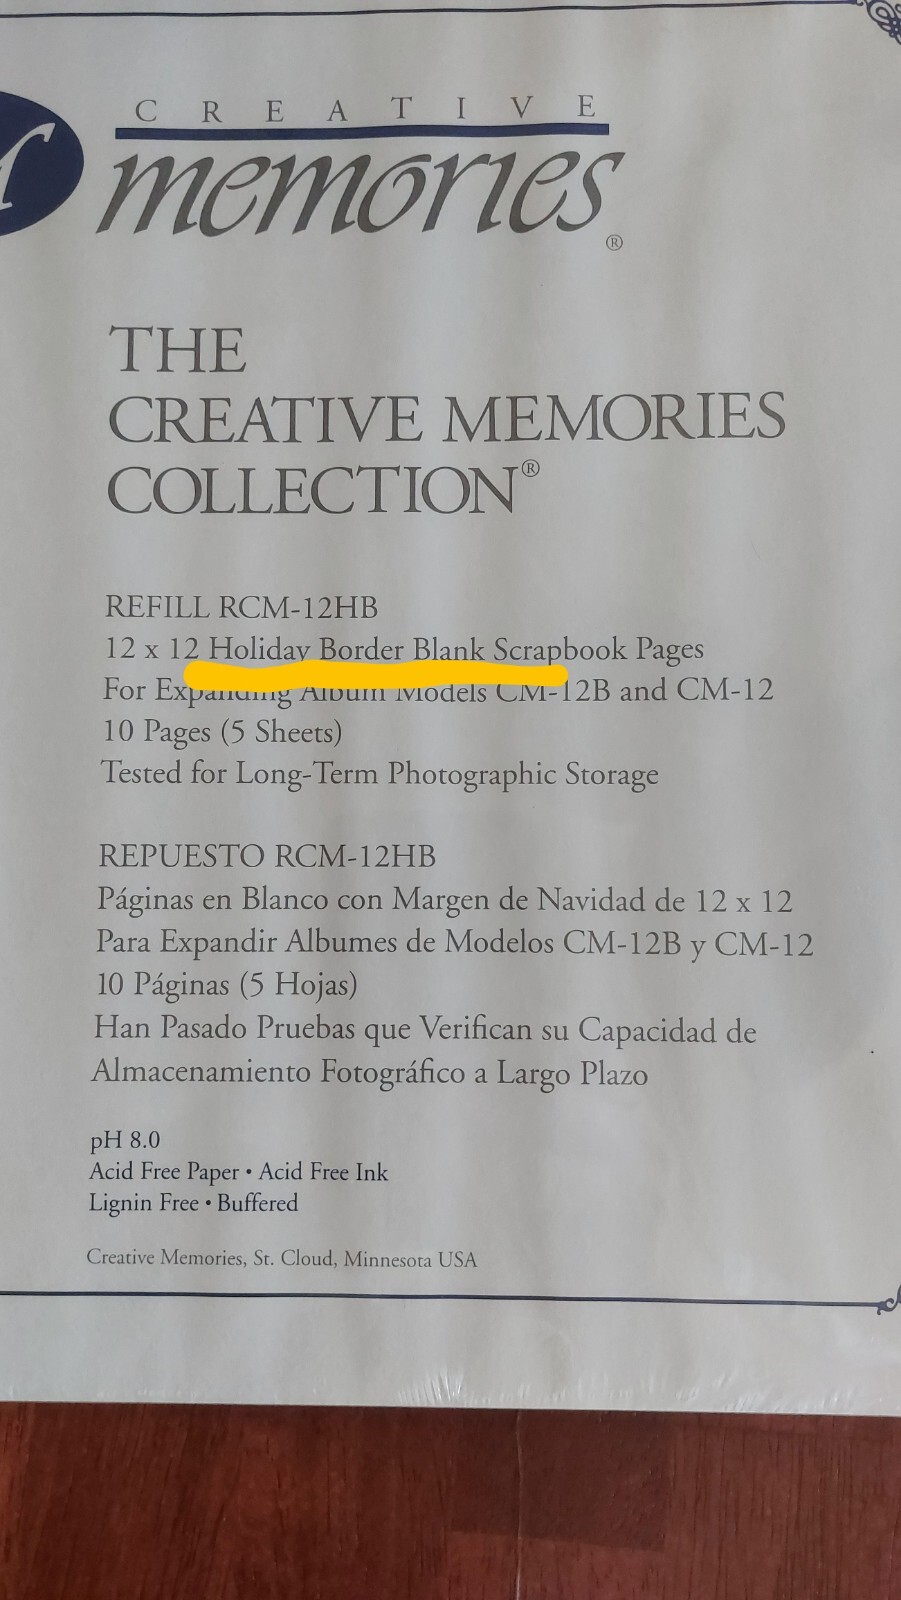 CREATIVE
memories®
THE
CREATIVE MEMORIES
COLLECTION®
REFILL RCM-12HB
12 x 12 Holiday Border Blank Scrapbook Pages
For Expanding Album Models CM-12B and CM-12
10 Pages (5 Sheets)
Tested for Long-Term Photographic Storage
REPUESTO RCM-12HB
Páginas en Blanco con Margen de Navidad de 12 x 12
Para Expandir Albumes de Modelos CM-12B y CM-12
10 Páginas (5 Hojas)
Han Pasado Pruebas que Verifican su Capacidad de
Almacenamiento Fotográfico a Largo Plazo
pH 8.0
Acid Free Paper • Acid Free Ink
Lignin Free • Buffered
Creative Memories, St. Cloud, Minnesota USA